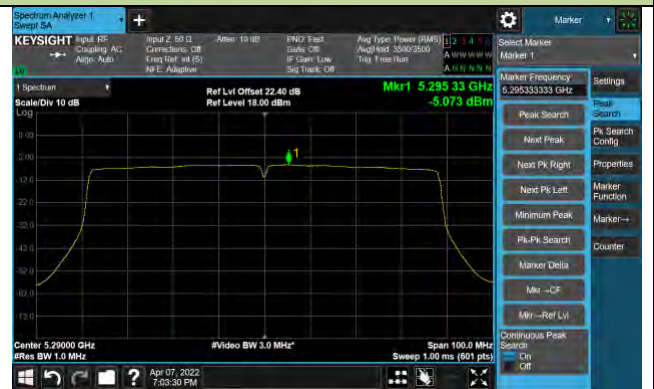 Spectrum Analyzer 1
Swept SA
Marker
KEYSIGHT
Input: RF
Coupling: AC
Align: Auto
Input Z: 50 Ω
Corrections: Off
Freq Ref: Int (S)
NFE: Adaptive
Atten: 10 dB
PNO: Fast
Gate: Off
IF Gain: Low
Sig Track: Off
Avg Type: Power (RMS)
Avg|Hold: 3500/3500
Trig: Free Run
1 2 3 4 5 6
A W W W W W
A N N N N N
Select Marker
Marker 1
1 Spectrum
Scale/Div 10 dB
Log
Ref Lvl Offset 22.40 dB
Ref Level 18.00 dBm
Mkr1 5.295 33 GHz
-5.073 dBm
Marker Frequency
5.295333333 GHz
Settings
Peak Search
Peak
Search
Next Peak
Pk Search
Config
Next Pk Right
Properties
Next Pk Left
Marker
Function
Minimum Peak
Marker→
Pk-Pk Search
Counter
Marker Delta
Mkr→CF
Mkr→Ref Lvl
Continuous Peak
Search
On
Off
1
8.00
-2.00
-12.0
-22.0
-32.0
-42.0
-52.0
-62.0
-72.0
Center 5.29000 GHz
#Res BW 1.0 MHz
#Video BW 3.0 MHz*
Span 100.0 MHz
Sweep 1.00 ms (601 pts)
Apr 07, 2022
7:03:30 PM